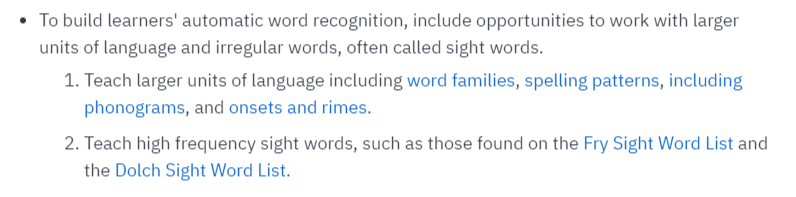 • To build learners' automatic word recognition, include opportunities to work with larger
units of language and irregular words, often called sight words.
1. Teach larger units of language including word families, spelling patterns, including
phonograms, and onsets and rimes.
2. Teach high frequency sight words, such as those found on the Fry Sight Word List and
the Dolch Sight Word List.